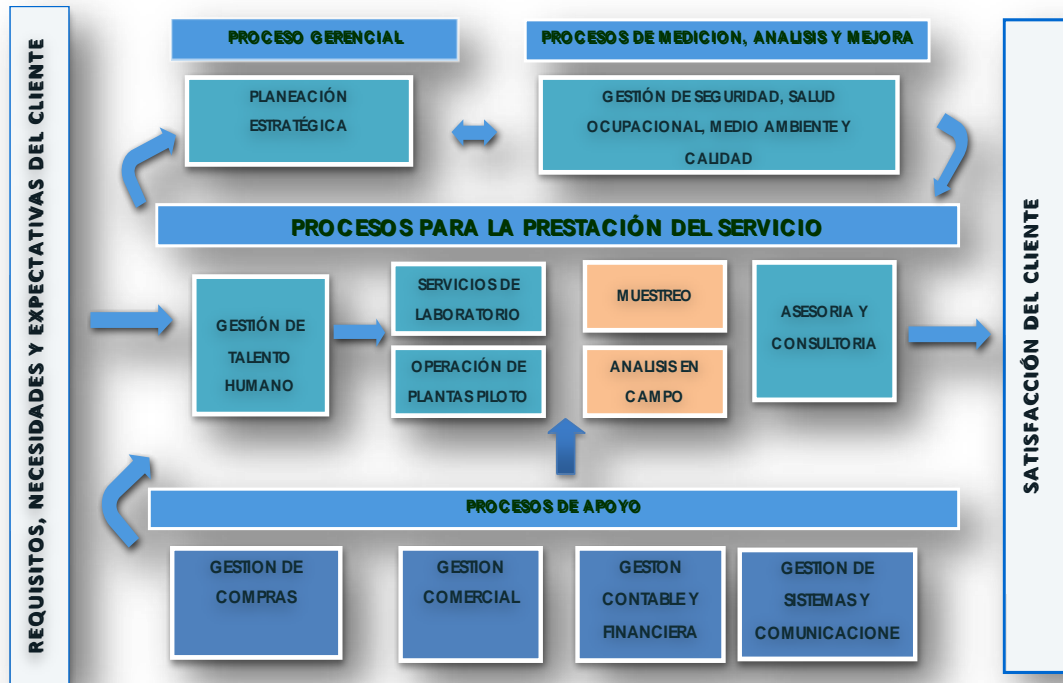 REQUISITOS, NECESIDADES Y EXPECTATIVAS DEL CLIENTE
PROCESO GERENCIAL
PROCESOS DE MEDICION, ANALISIS Y MEJORA
PLANEACIÓN
ESTRATÉGICA
GESTIÓN DE SEGURIDAD, SALUD
OCUPACIONAL, MEDIO AMBIENTE Y
CALIDAD
PROCESOS PARA LA PRESTACIÓN DEL SERVICIO
GESTIÓN DE
TALENTO
HUMANO
SERVICIOS DE
LABORATORIO
OPERACIÓN DE
PLANTAS PILOTO
MUESTREO
ANALISIS EN
CAMPO
ASESORIA Y
CONSULTORIA
PROCESOS DE APOYO
GESTION DE
COMPRAS
GESTION
COMERCIAL
GESTON
CONTABLE Y
FINANCIERA
GESTION DE
SISTEMAS Y
COMUNICACIONE
SATISFACCIÓN DEL CLIENTE